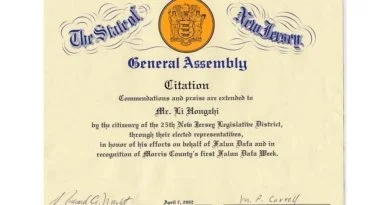 The State of New Jersey
General Assembly
Citation
Commendations and praise are extended to
Mr. Li Hongzhi
by the citizenry of the 25th New Jersey Legislative District,
through their elected representatives,
in honor of his efforts on behalf of Falun Dafa and in
recognition of Morris County's first Falun Dafa Week.
April 7, 2002